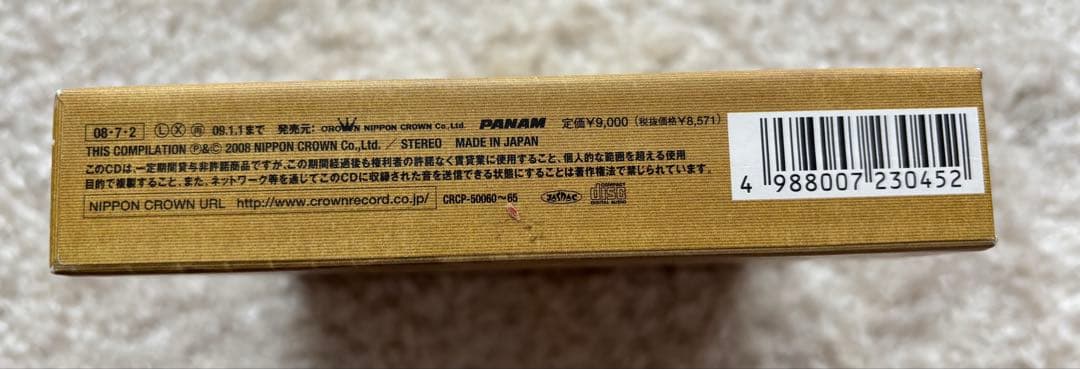 08・7・2 Ⓛ Ⓧ 再 09.1.1まで 発売元: CROWN NIPPON CROWN Co., Ltd. PANAM 定価¥9,000 (税抜価格¥8,571)
THIS COMPILATION Ⓟ&© 2008 NIPPON CROWN Co., Ltd. / STEREO MADE IN JAPAN
このCDは、一定期間貸与非許諾商品ですが、この期間経過後も権利者の許諾なく賃貸業に使用すること、個人的な範囲を超える使用
目的で複製すること、また、ネットワーク等を通じてこのCDに収録された音を送信できる状態にすることは著作権法で禁じられています。
NIPPON CROWN URL http://www.crownrecord.co.jp/ CRCP-50060〜65 JASRAC COMPACT disc DIGITAL AUDIO
4 988007 230452